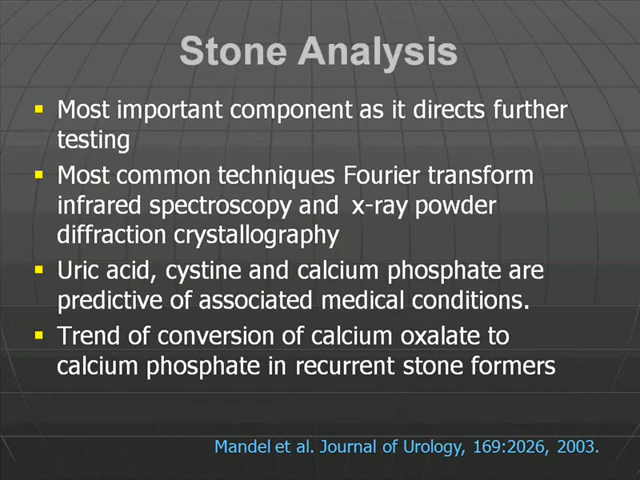 Stone Analysis
▪ Most important component as it directs further
testing
▪ Most common techniques Fourier transform
infrared spectroscopy and x-ray powder
diffraction crystallography
▪ Uric acid, cystine and calcium phosphate are
predictive of associated medical conditions.
▪ Trend of conversion of calcium oxalate to
calcium phosphate in recurrent stone formers
Mandel et al. Journal of Urology, 169:2026, 2003.